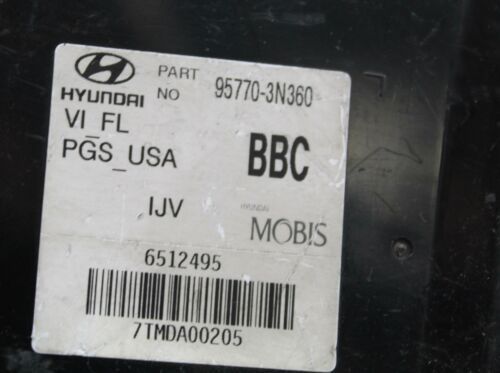 HYUNDAI
PART NO 95770-3N360
VI_FL
PGS_USA
BBC
IJV
HYUNDAI
MOBIS
6512495
7TMDA00205